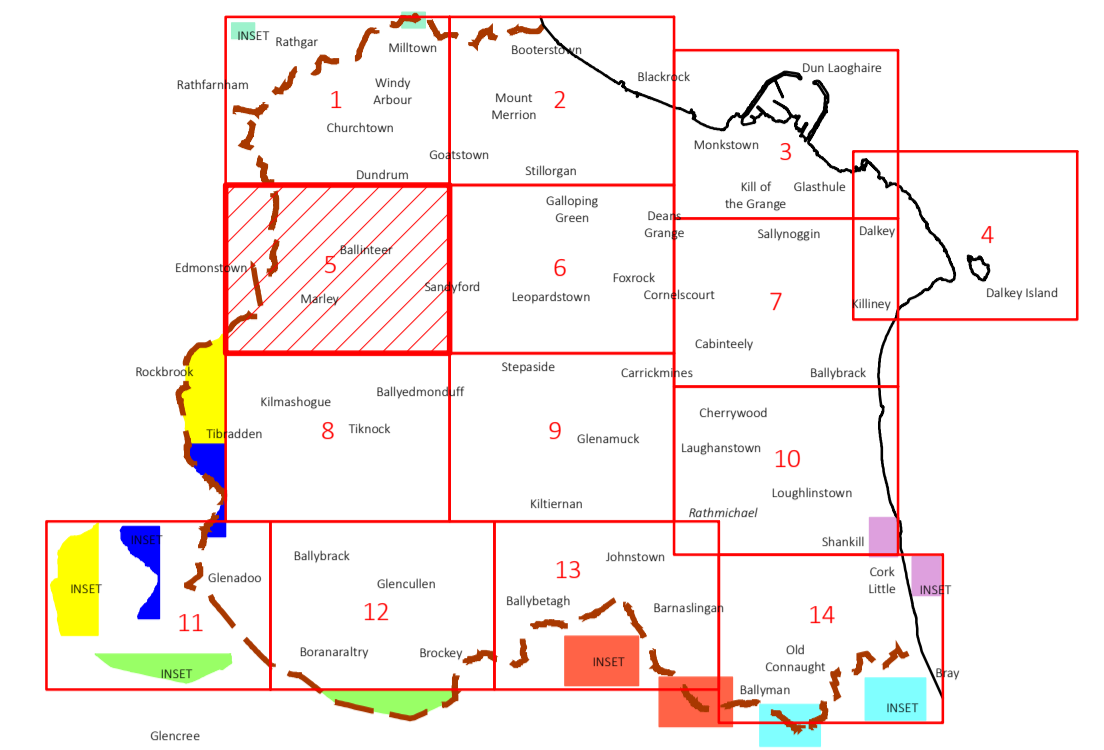 INSET
Rathgar
Milltown
Booterstown
Dun Laoghaire
Blackrock
Rathfarnham
Windy
Arbour
1
Mount
Merrion
2
Churchtown
Monkstown
3
Goatstown
Dundrum
Stillorgan
Kill of
the Grange
Glasthule
Galloping
Green
Deans
Grange
Sallynoggin
Dalkey
4
Ballinteer
5
Edmonstown
6
Foxrock
Sandyford
Marley
Leopardstown
Cornelscourt
7
Killiney
Dalkey Island
Cabinteely
Stepaside
Carrickmines
Ballybrack
Rockbrook
Ballyedmonduff
Kilmashogue
Tiknock
8
Tibradden
9
Glenamuck
Cherrywood
Laughanstown
10
Loughlinstown
Kiltiernan
Rathmichael
Shankill
INSET
Ballybrack
Johnstown
13
Glenadoo
Glencullen
Cork
Little
INSET
INSET
11
12
Ballybetagh
Barnaslingan
14
Boranaraltry
Brockey
INSET
Old
Connaught
INSET
Bray
Ballyman
INSET
Glencree